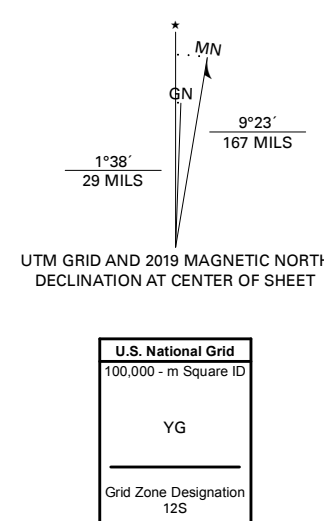 ★
MN
GN
9°23´
167 MILS
1°38´
29 MILS
UTM GRID AND 2019 MAGNETIC NORTH
DECLINATION AT CENTER OF SHEET
U.S. National Grid
100,000 - m Square ID
YG
Grid Zone Designation
12S